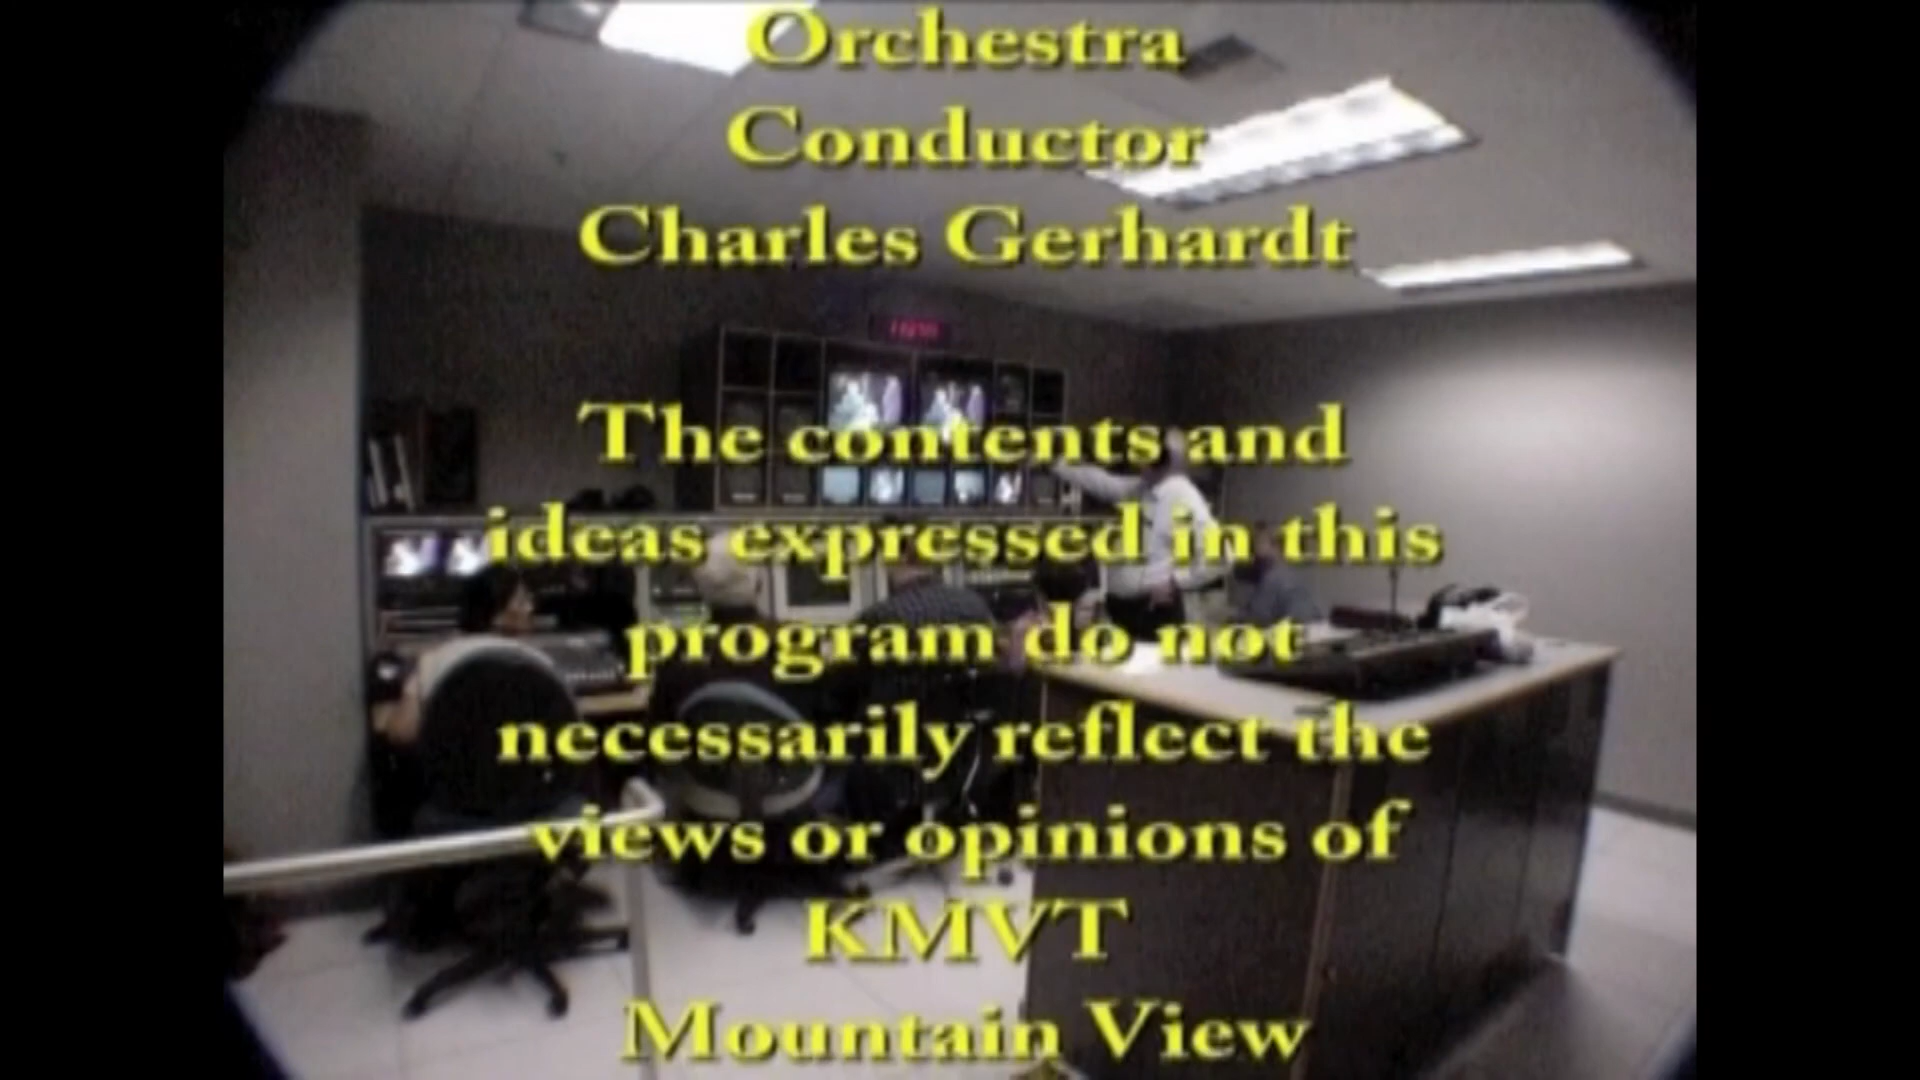 Orchestra
Conductor
Charles Gerhardt
The contents and
ideas expressed in this
program do not
necessarily reflect the
views or opinions of
KMVT
Mountain View